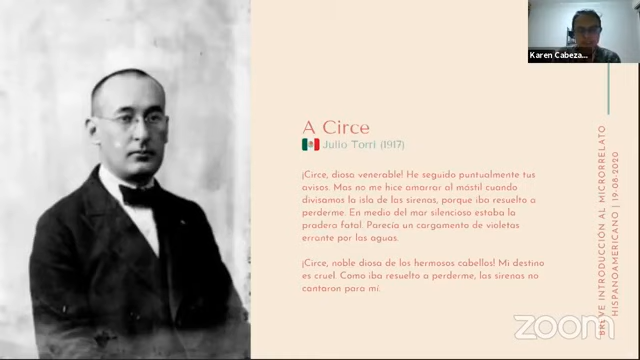 Karen Cabeza...
A Circe
Julio Torri (1917)
¡Circe, diosa venerable! He seguido puntualmente tus
avisos. Mas no me hice amarrar al mástil cuando
divisamos la isla de las sirenas, porque iba resuelto a
perderme. En medio del mar silencioso estaba la
pradera fatal. Parecía un cargamento de violetas
errante por las aguas.
¡Circe, noble diosa de los hermosos cabellos! Mi destino
es cruel. Como iba resuelto a perderme, las sirenas no
cantaron para mí.
BREVE INTRODUCCIÓN AL MICRORRELATO
HISPANOAMERICANO | 19-08-2020
zoom